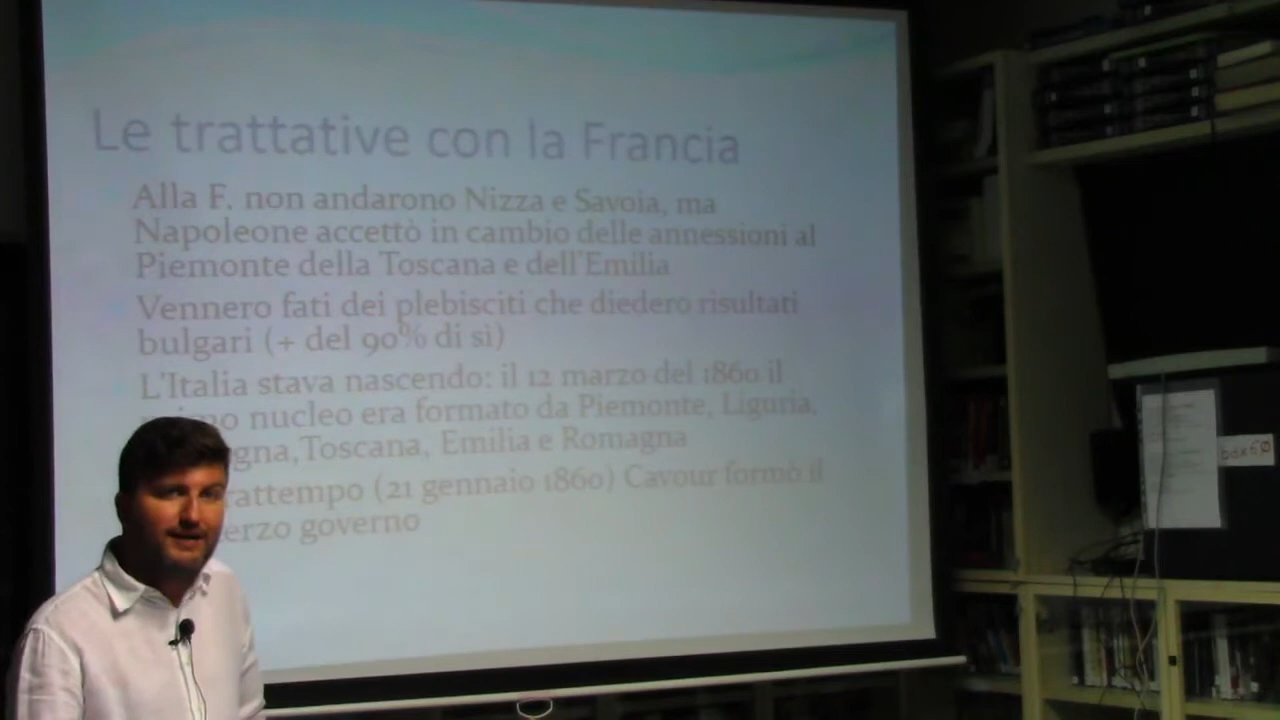 Le trattative con la Francia
Alla F. non andarono Nizza e Savoia, ma
Napoleone accettò in cambio delle annessioni al
Piemonte della Toscana e dell'Emilia
Vennero fati dei plebisciti che diedero risultati
bulgari (+ del 90% di sì)
L'Italia stava nascendo: il 12 marzo del 1860 il
nucleo era formato da Piemonte, Liguria,
Toscana, Emilia e Romagna
(21 gennaio 1860) Cavour formò il
governo